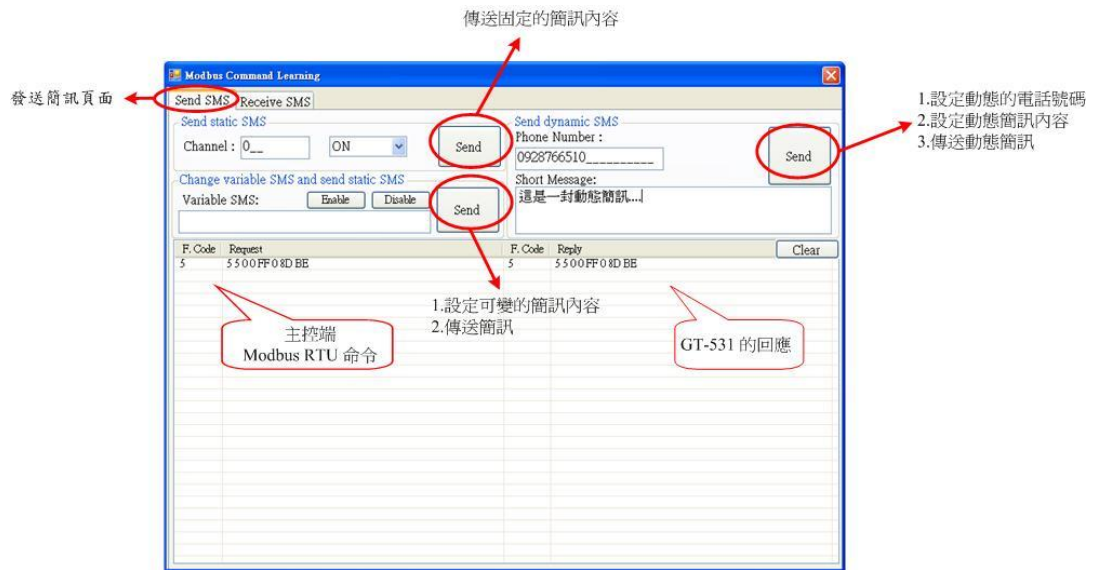 傳送固定的簡訊內容
Modbus Command Learning
發送簡訊頁面
Send SMS
Receive SMS
Send static SMS
Channel : 0__
ON
Send
Send dynamic SMS
Phone Number :
0928766510__________
Send
1.設定動態的電話號碼
2.設定動態簡訊內容
3.傳送動態簡訊
Change variable SMS and send static SMS
Variable SMS:
Enable
Disable
Send
Short Message:
這是一封動態簡訊...
F. Code
Request
F. Code
Reply
Clear
5
5 5 0 0 FF 0 8D BE
5
5 5 0 0 FF 0 8D BE
1.設定可變的簡訊內容
2.傳送簡訊
主控端
Modbus RTU 命令
GT-531 的回應